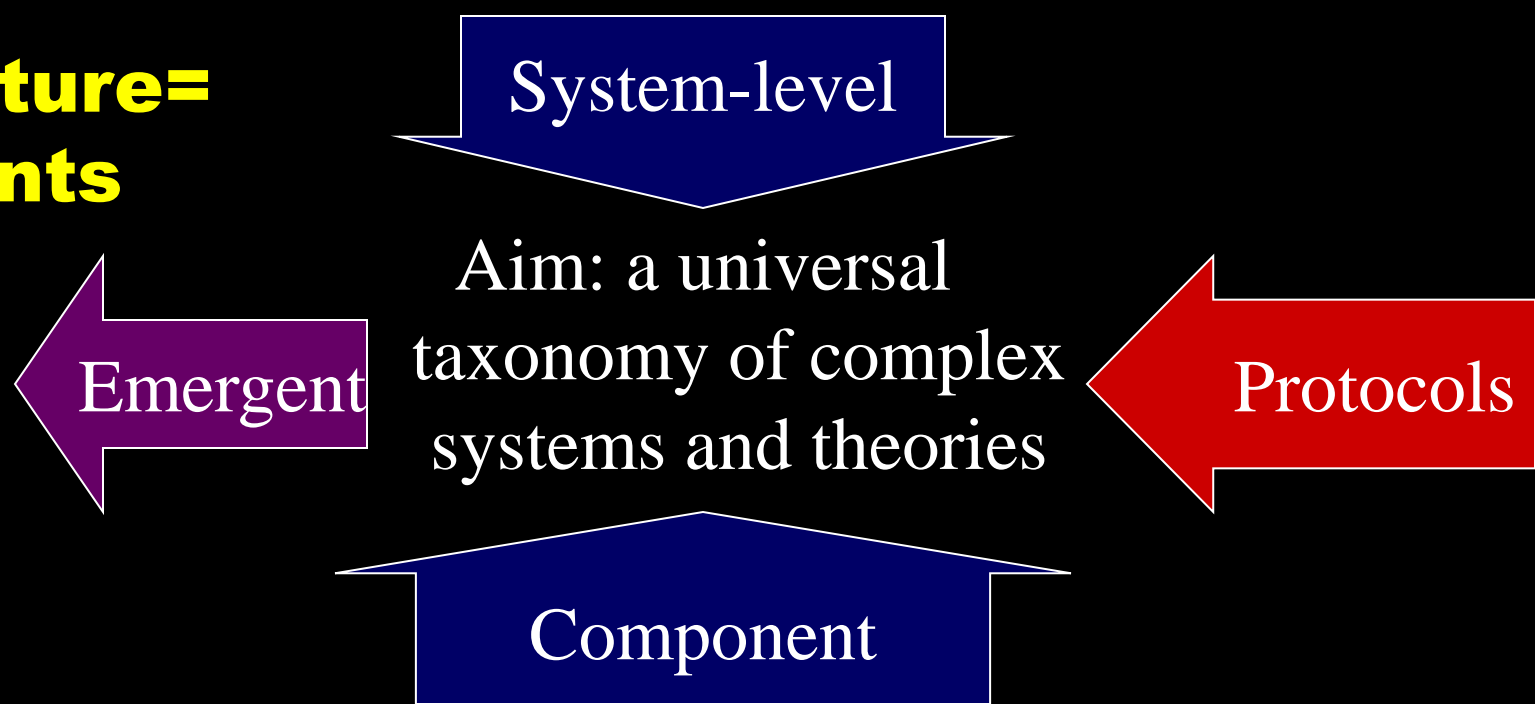 ture=
nts
System-level
Aim: a universal
taxonomy of complex
systems and theories
Emergent
Protocols
Component